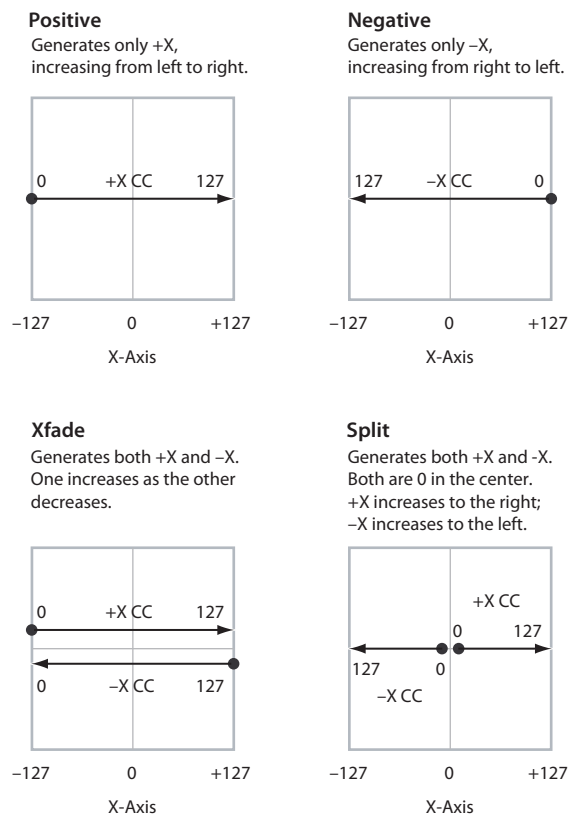 Positive
Generates only +X,
increasing from left to right.
0 +X CC 127
–127 0 +127
X-Axis
Negative
Generates only –X,
increasing from right to left.
127 –X CC 0
–127 0 +127
X-Axis
Xfade
Generates both +X and –X.
One increases as the other
decreases.
0 +X CC 127
0 –X CC 127
–127 0 +127
X-Axis
Split
Generates both +X and -X.
Both are 0 in the center.
+X increases to the right;
–X increases to the left.
+X CC
0 127
127 0
–X CC
–127 0 +127
X-Axis